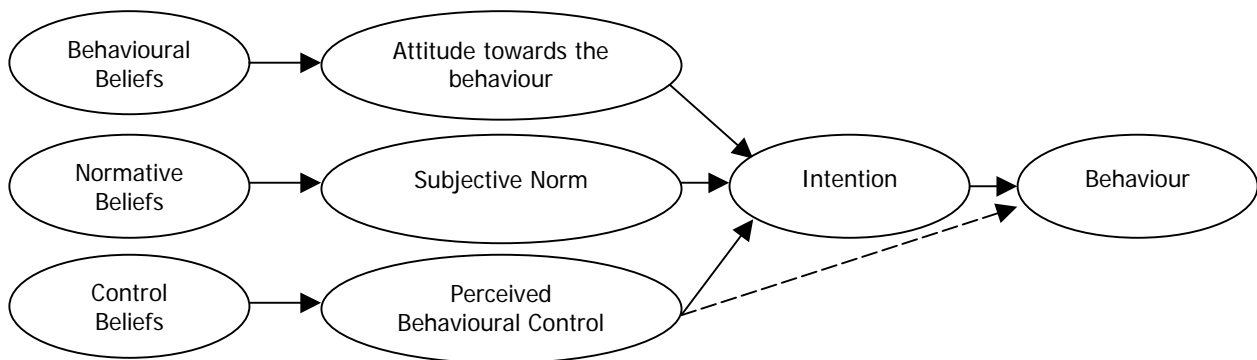 Behavioural
Beliefs
Attitude towards the
behaviour
Normative
Beliefs
Subjective Norm
Intention
Behaviour
Control
Beliefs
Perceived
Behavioural Control